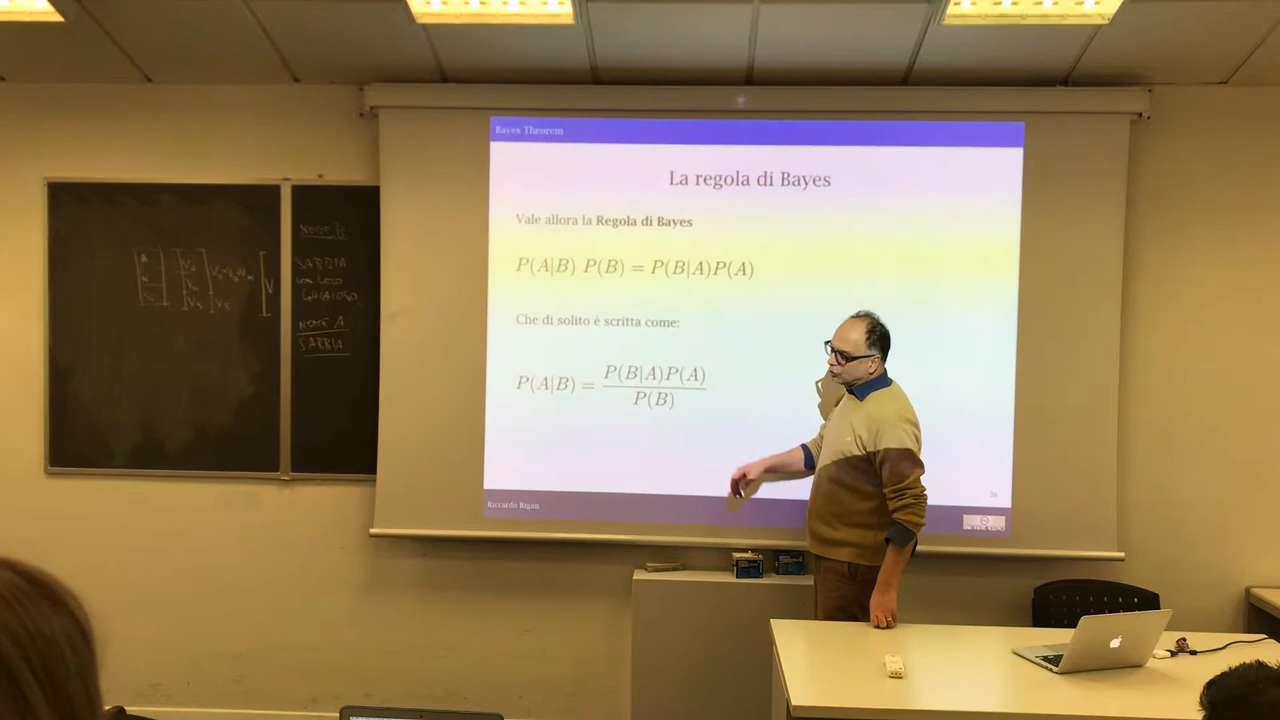 Bayes Theorem
La regola di Bayes
Vale allora la Regola di Bayes
P(A|B) P(B) = P(B|A)P(A)
Che di solito è scritta come:
P(A|B) = P(B|A)P(A) / P(B)
Riccardo Rigon
SABBIA
SABBIA